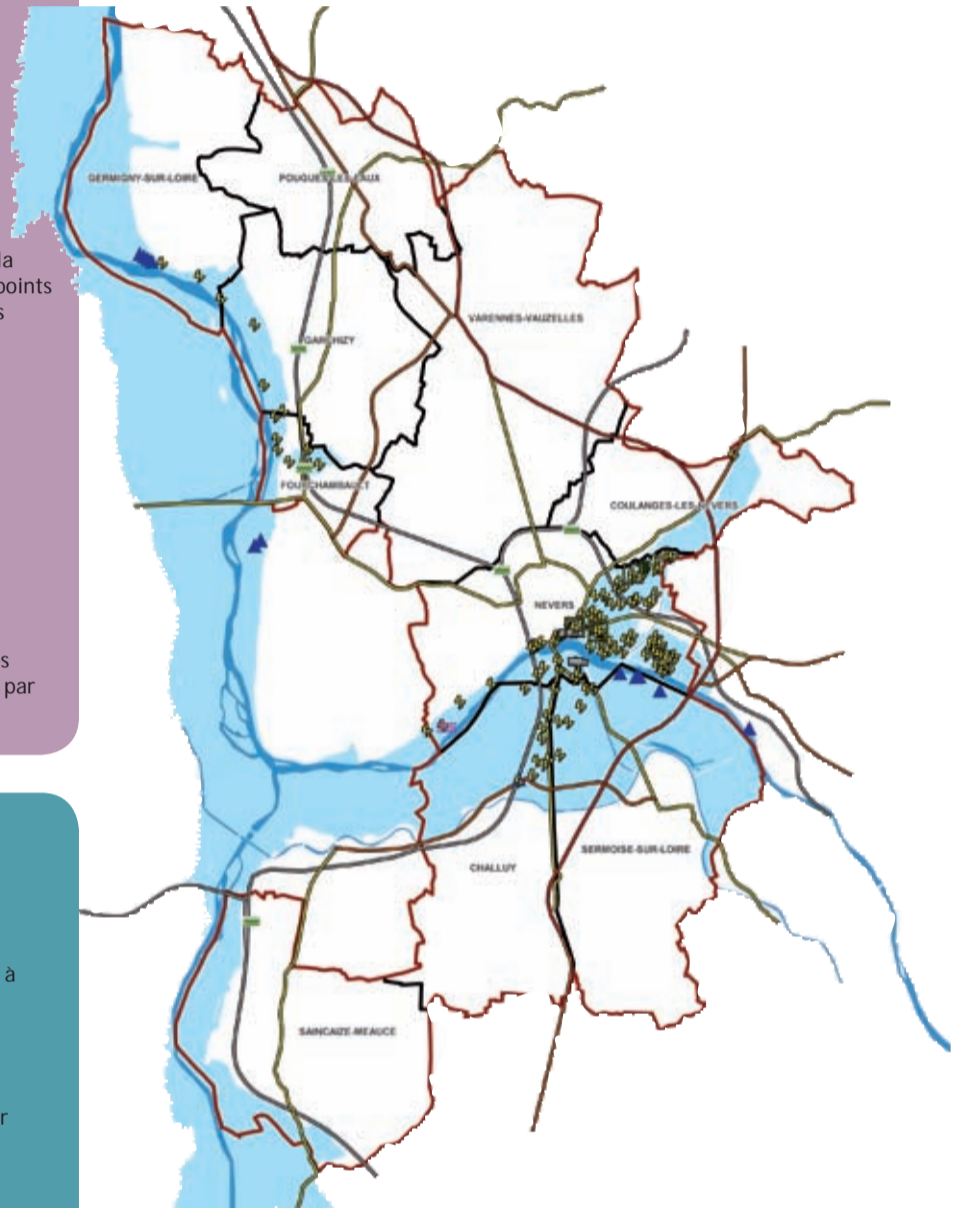 la
points
s
s
par
à
r
GERMIGNY-SUR-LOIRE
POUGUES-LES-EAUX
VARENNES-VAUZELLES
GARCHIZY
FOURCHAMBAULT
COULANGES-LES-NEVERS
NEVERS
CHALLUY
SERMOISE-SUR-LOIRE
SAINCAIZE-MEAUCE